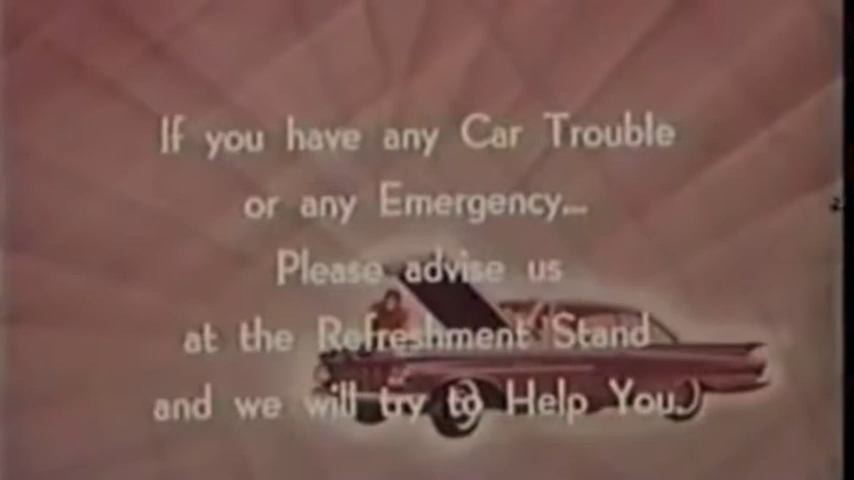 If you have any Car Trouble
or any Emergency...
Please advise us
at the Refreshment Stand
and we will try to Help You.